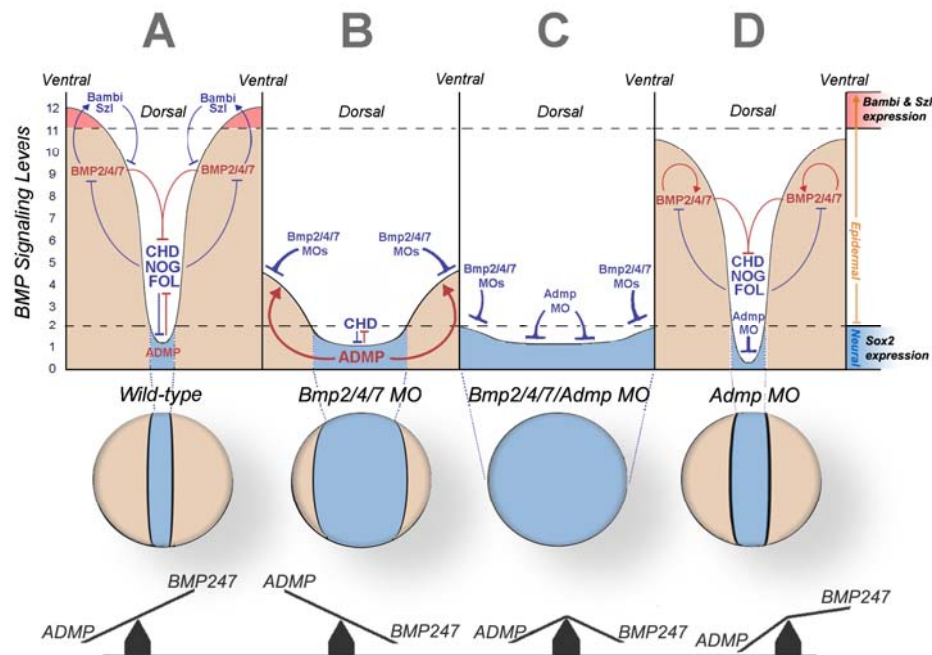 A
B
C
D
Ventral
Ventral
Ventral
Ventral
Ventral
Dorsal
Dorsal
Dorsal
Dorsal
BMP Signaling Levels
12
11
10
9
8
7
6
5
4
3
2
1
0
Bambi
Szl
Bambi
Szl
BMP2/4/7
BMP2/4/7
CHD
NOG
FOL
ADMP
Bmp2/4/7
MOs
Bmp2/4/7
MOs
CHD
ADMP
Bmp2/4/7
MOs
Admp
MO
Bmp2/4/7
MOs
BMP2/4/7
BMP2/4/7
CHD
NOG
FOL
Admp
MO
Bambi & Szl
expression
Epidermal
Neural
Sox2
expression
Wild-type
Bmp2/4/7 MO
Bmp2/4/7/Admp MO
Admp MO
ADMP
BMP247
ADMP
BMP247
ADMP
BMP247
ADMP
BMP247